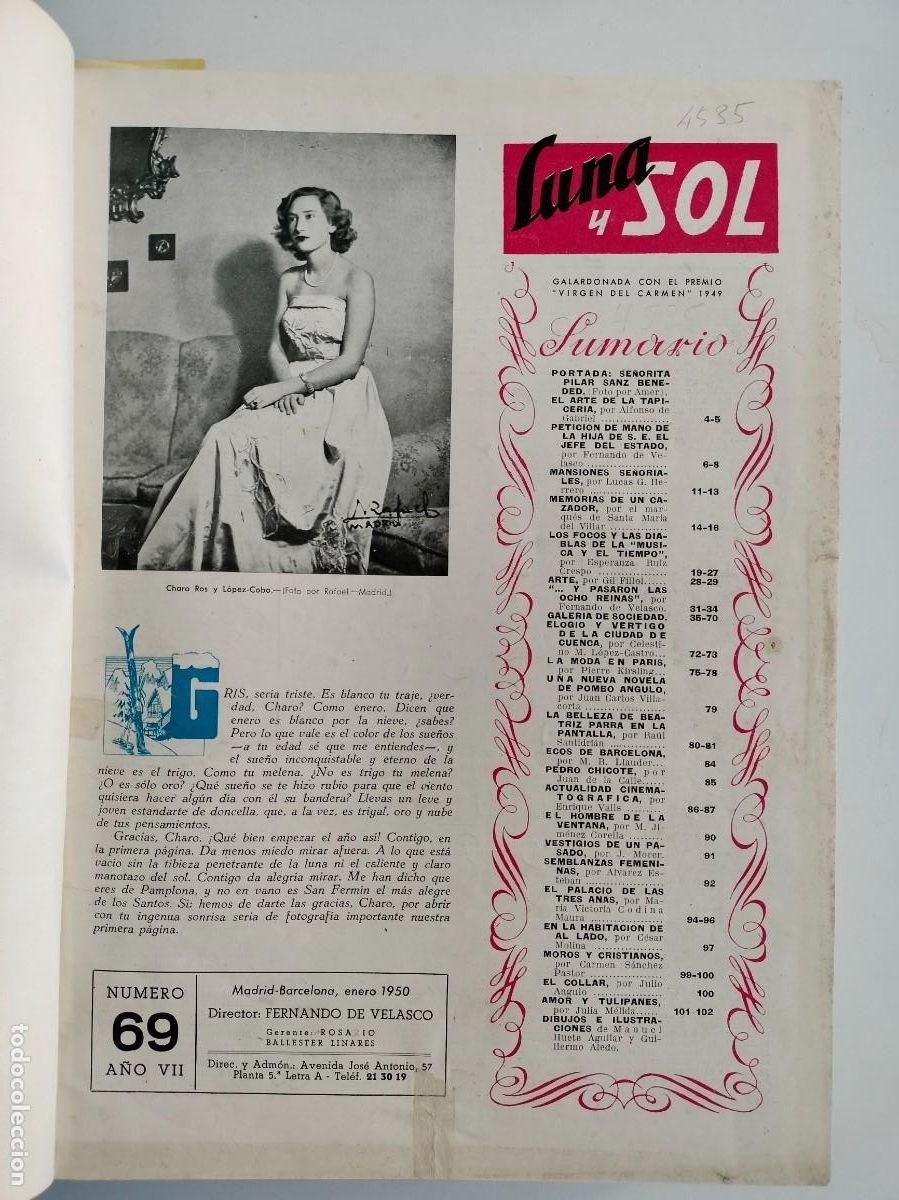 4535
Luna
y SOL
GALARDONADA CON EL PREMIO
"VIRGEN DEL CARMEN" 1949
Sumario
PORTADA: SEÑORITA
PILAR SANZ BENE-
DED. (Foto por Amer).
EL ARTE DE LA TAPI-
CERIA, por Alfonso de
Gabriel .................. 4-5
PETICION DE MANO DE
LA HIJA DE S. E. EL
JEFE DEL ESTADO,
por Fernando de Ve-
lasco .................. 6-8
MANSIONES SEÑORIA-
LES, por Lucas G. He-
rrero .................. 11-13
MEMORIAS DE UN CA-
ZADOR, por el mar-
qués de Santa María
del Villar ............... 14-16
LOS FOCOS Y LAS DIA-
BLAS DE LA "MUSI-
CA Y EL TIEMPO",
por Esperanza Ruiz
Crespo .................. 19-27
ARTE, por Gil Fillol...... 28-29
"... Y PASARON LAS
OCHO REINAS", por
Fernando de Velasco. 31-34
GALERIA DE SOCIEDAD. 35-70
ELOGIO Y VERTIGO
DE LA CIUDAD DE
CUENCA, por Celesti-
no M. López-Castro... 72-73
LA MODA EN PARIS,
por Pierre Kirsling... 75-78
UNA NUEVA NOVELA
DE POMBO ANGULO,
por Juan Carlos Villa-
corta .................. 79
LA BELLEZA DE BEA-
TRIZ PARRA EN LA
PANTALLA, por Raúl
Santidrián ............... 80-81
ECOS DE BARCELONA,
por M. R. Llauder... 84
PEDRO CHICOTE, por
Juan de la Calle...... 85
ACTUALIDAD CINEMA-
TOGRAFICA, por
Enrique Valls ......... 86-87
EL HOMBRE DE LA
VENTANA, por M. Ji-
ménez Corella ......... 90
VESTIGIOS DE UN PA-
SADO, por J. Morer. 91
SEMBLANZAS FEMENI-
NAS, por Alvarez Es-
teban .................. 92
EL PALACIO DE LAS
TRES ANAS, por Ma-
ría Victoria Codina
Maura .................. 94-96
EN LA HABITACION DE
AL LADO, por César
Molina .................. 97
MOROS Y CRISTIANOS,
por Carmen Sánchez
Pastor .................. 99-100
EL COLLAR, por Julio
Angulo .................. 100
AMOR Y TULIPANES,
por Julia Mélida...... 101-102
DIBUJOS E ILUSTRA-
CIONES de Manuel
Huete Aguilar y Gui-
llermo Aledo.
Rafael
MADRID
Charo Ros y López-Cobo.—(Foto por Rafael—Madrid.)
GRIS, sería triste. Es blanco tu traje, ¿ver-
dad, Charo? Como enero. Dicen que
enero es blanco por la nieve, ¿sabes?
Pero lo que vale es el color de los sueños
—a tu edad sé que me entiendes—, y
el sueño inconquistable y eterno de la
nieve es el trigo. Como tu melena. ¿No es trigo tu melena?
¿O es sólo oro? ¿Qué sueño se te hizo rubio para que el viento
quisiera hacer algún día con él su bandera? Llevas un leve y
joven estandarte de doncella, que, a la vez, es trigal, oro y nube
de tus pensamientos.
Gracias, Charo. ¡Qué bien empezar el año así! Contigo, en
la primera página. Da menos miedo mirar afuera. A lo que está
vacío sin la tibieza penetrante de la luna ni el caliente y claro
manotazo del sol. Contigo da alegría mirar. Me han dicho que
eres de Pamplona, y no en vano es San Fermín el más alegre
de los Santos. Sí; hemos de darte las gracias, Charo, por abrir
con tu ingenua sonrisa seria de fotografía importante nuestra
primera página.
NUMERO
69
AÑO VII
Madrid-Barcelona, enero 1950
Director: FERNANDO DE VELASCO
Gerente: ROSARIO
BALLESTER LINARES
Direc. y Admón.: Avenida José Antonio, 57
Planta 5.ª Letra A - Teléf. 21 30 19
todocoleccion